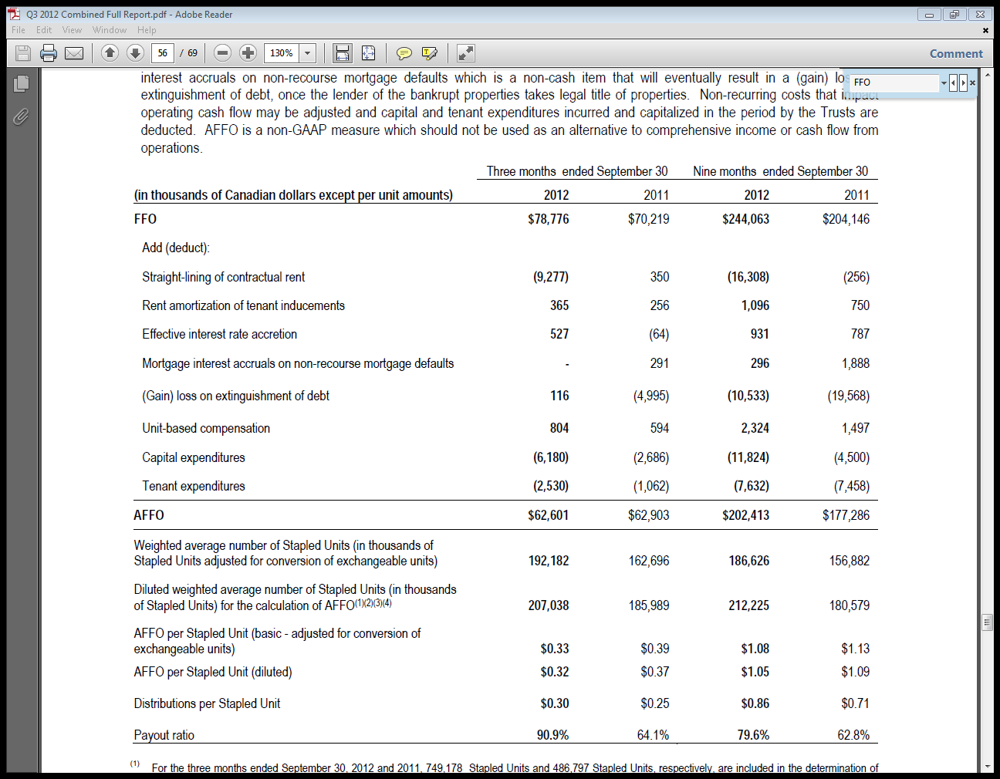 Q3 2012 Combined Full Report.pdf - Adobe Reader
File Edit View Window Help
56 / 69 130% Comment
FFO
interest accruals on non-recourse mortgage defaults which is a non-cash item that will eventually result in a (gain)
extinguishment of debt, once the lender of the bankrupt properties takes legal title of properties. Non-recurring costs that impact
operating cash flow may be adjusted and capital and tenant expenditures incurred and capitalized in the period by the Trusts are
deducted. AFFO is a non-GAAP measure which should not be used as an alternative to comprehensive income or cash flow from
operations.
Three months ended September 30 Nine months ended September 30
(in thousands of Canadian dollars except per unit amounts) 2012 2011 2012 2011
FFO $78,776 $70,219 $244,063 $204,146
Add (deduct):
Straight-lining of contractual rent (9,277) 350 (16,308) (256)
Rent amortization of tenant inducements 365 256 1,096 750
Effective interest rate accretion 527 (64) 931 787
Mortgage interest accruals on non-recourse mortgage defaults - 291 296 1,888
(Gain) loss on extinguishment of debt 116 (4,995) (10,533) (19,568)
Unit-based compensation 804 594 2,324 1,497
Capital expenditures (6,180) (2,686) (11,824) (4,500)
Tenant expenditures (2,530) (1,062) (7,632) (7,458)
AFFO $62,601 $62,903 $202,413 $177,286
Weighted average number of Stapled Units (in thousands of
Stapled Units adjusted for conversion of exchangeable units) 192,182 162,696 186,626 156,882
Diluted weighted average number of Stapled Units (in thousands
of Stapled Units) for the calculation of AFFO(1)(2)(3)(4) 207,038 185,989 212,225 180,579
AFFO per Stapled Unit (basic - adjusted for conversion of
exchangeable units) $0.33 $0.39 $1.08 $1.13
AFFO per Stapled Unit (diluted) $0.32 $0.37 $1.05 $1.09
Distributions per Stapled Unit $0.30 $0.25 $0.86 $0.71
Payout ratio 90.9% 64.1% 79.6% 62.8%
(1) For the three months ended September 30, 2012 and 2011, 749,178 Stapled Units and 486,797 Stapled Units, respectively, are included in the determination of